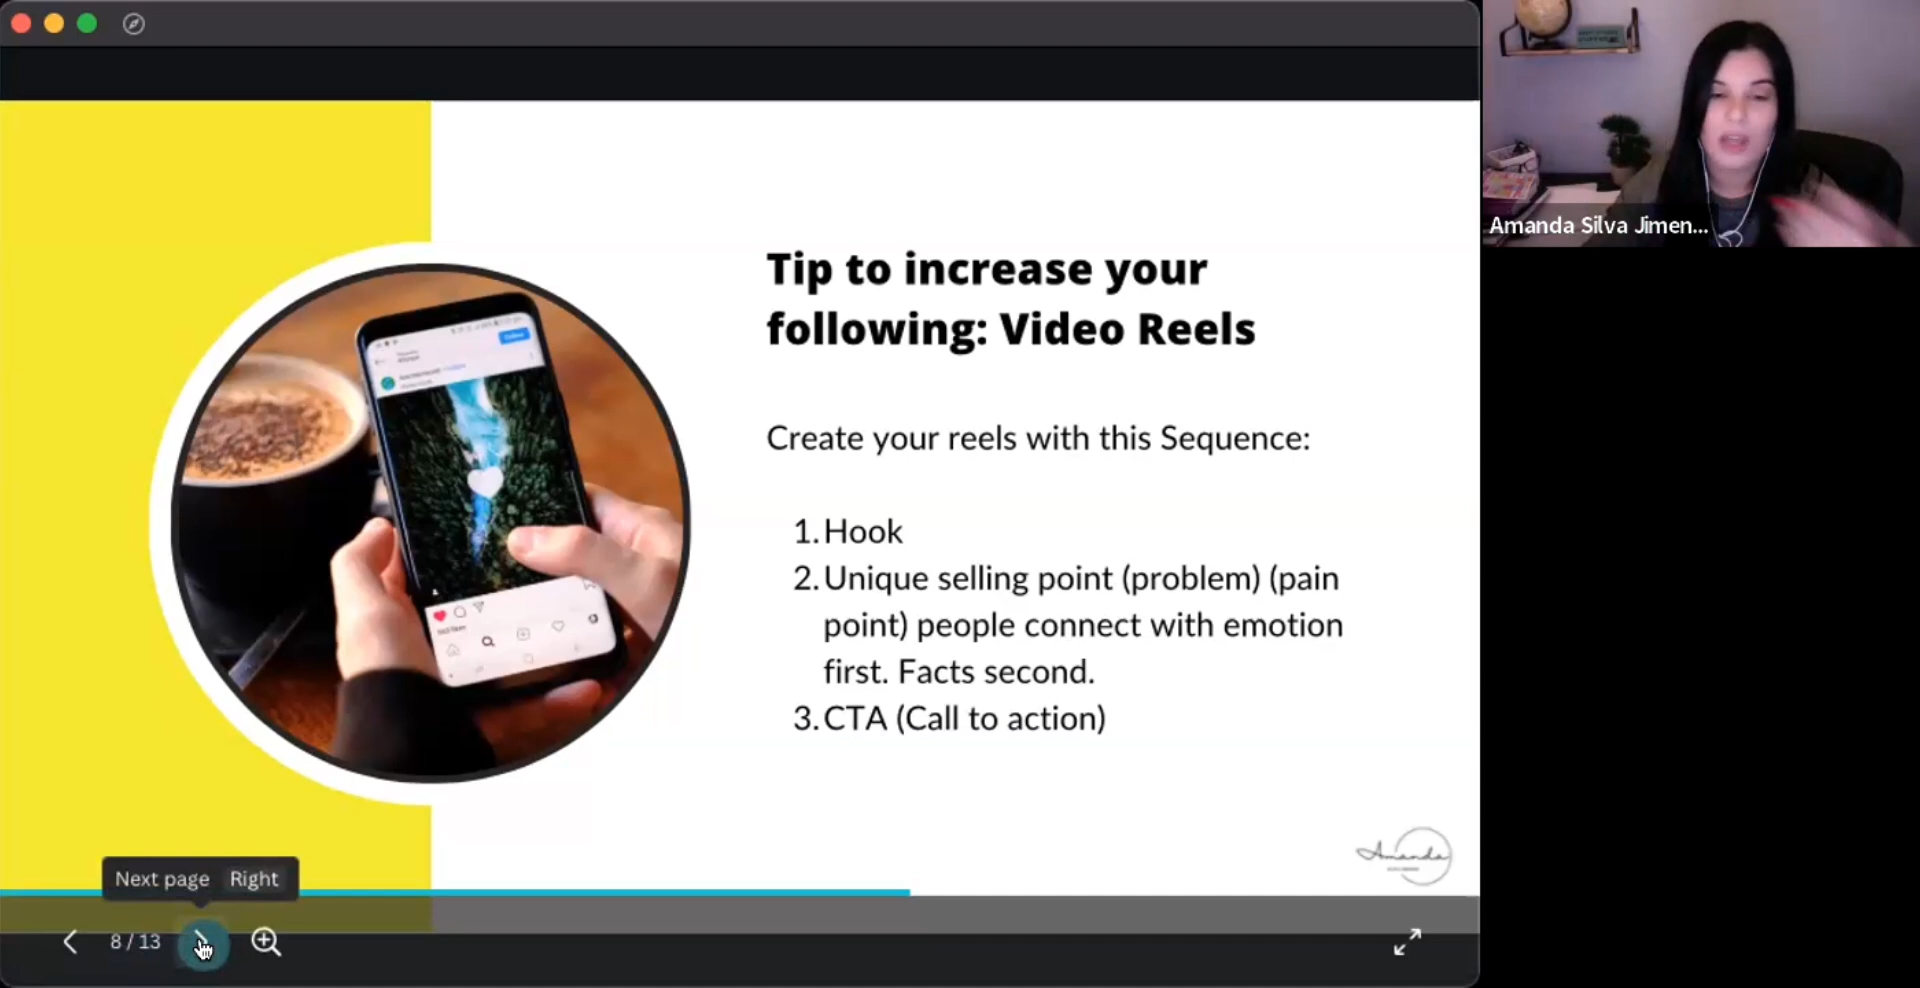 Amanda Silva Jimen...
Tip to increase your
following: Video Reels
Create your reels with this Sequence:
1. Hook
2. Unique selling point (problem) (pain
point) people connect with emotion
first. Facts second.
3. CTA (Call to action)
Amanda
Next page Right
8 / 13